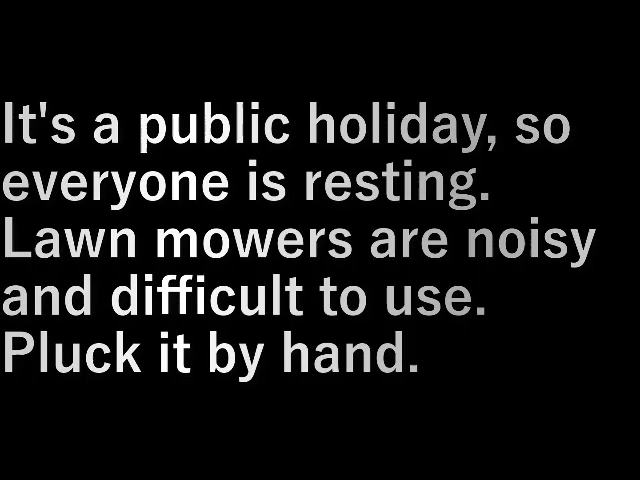 It's a public holiday, so
everyone is resting.
Lawn mowers are noisy
and difficult to use.
Pluck it by hand.